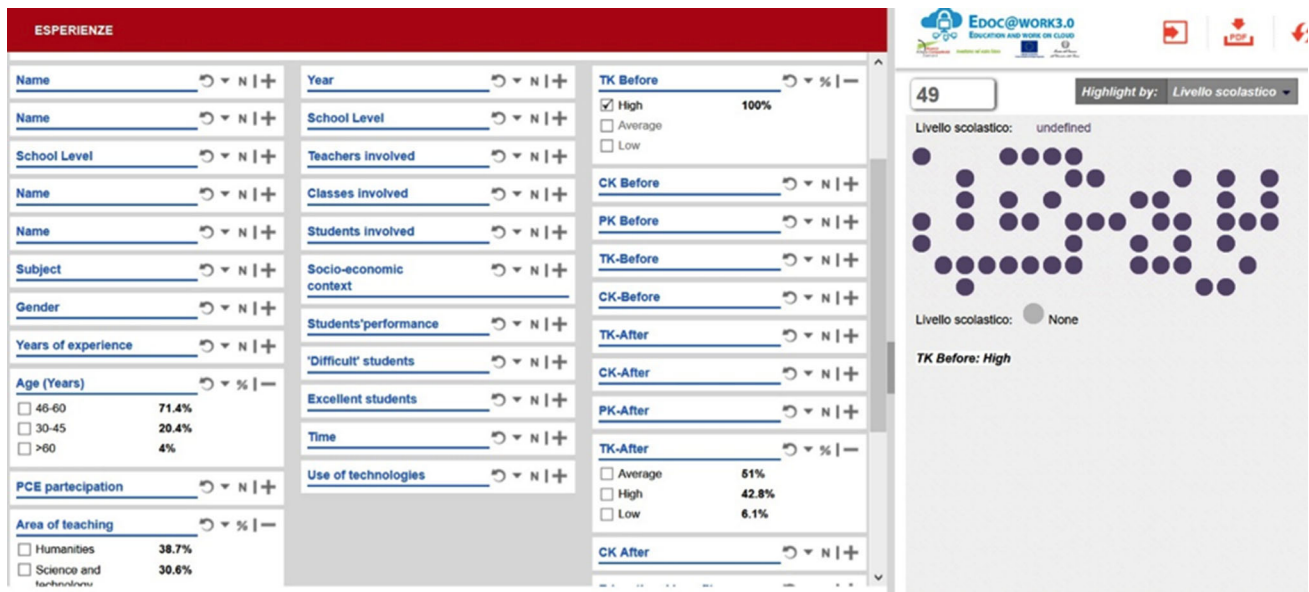 ESPERIENZE
Name N
Name N
School Level N
Name N
Name N
Subject N
Gender N
Years of experience N
Age (Years) %
46-60 71.4%
30-45 20.4%
>60 4%
PCE partecipation N
Area of teaching %
Humanities 38.7%
Science and 30.6%
technology
Year N
School Level N
Teachers involved N
Classes involved N
Students involved N
Socio-economic N
context
Students'performance N
'Difficult' students N
Excellent students N
Time N
Use of technologies N
TK Before %
High 100%
Average
Low
CK Before N
PK Before N
TK-Before N
CK-Before N
TK-After N
CK-After N
PK-After N
TK-After %
Average 51%
High 42.8%
Low 6.1%
CK After N
EDOC@WORK3.0
EDUCATION AND WORK ON CLOUD
PDF
49
Highlight by: Livello scolastico
Livello scolastico: undefined
Livello scolastico: None
TK Before: High